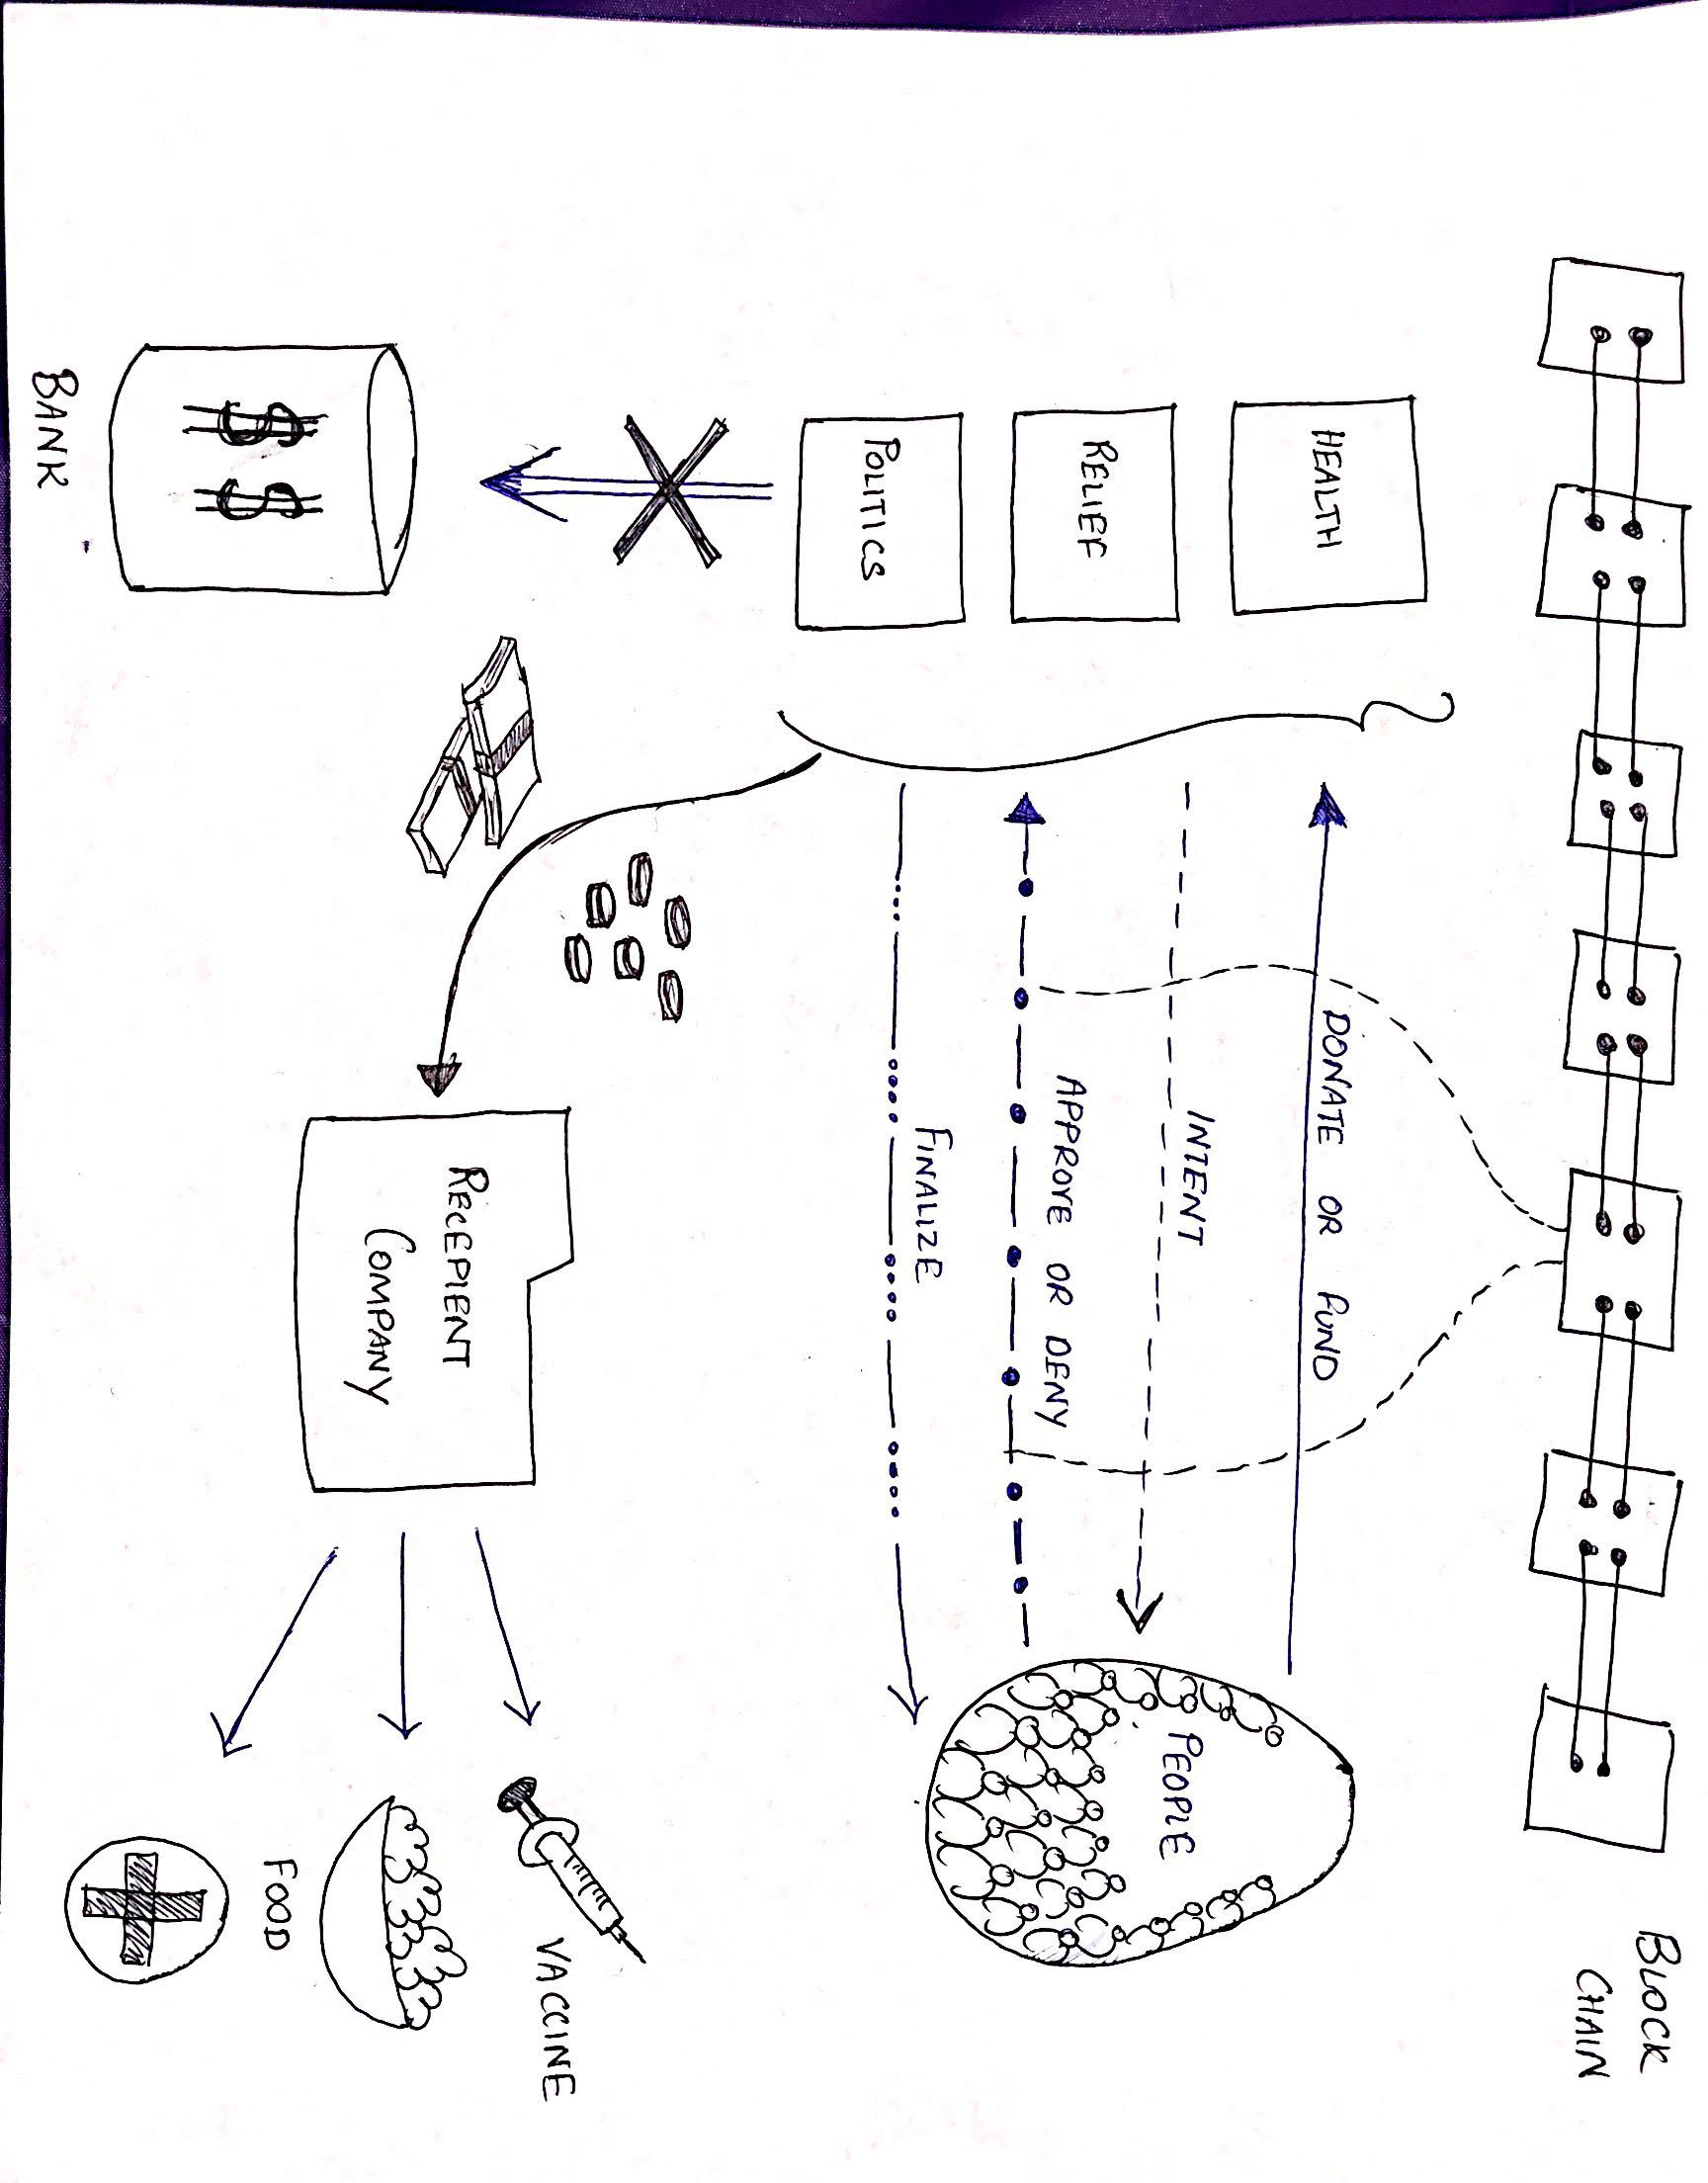 BLOCK
CHAIN
HEALTH
DONATE OR FUND
INTENT
PEOPLE
RELIEF
APPROVE OR DENY
FINALIZE
POLITICS
VACCINE
RECEPIENT
COMPANY
$ $
FOOD
BANK